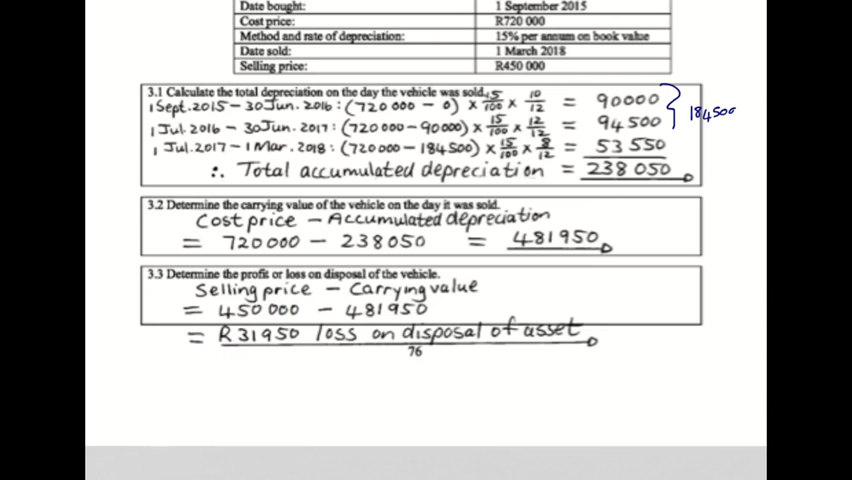 Date bought: 1 September 2015
Cost price: R720 000
Method and rate of depreciation: 15% per annum on book value
Date sold: 1 March 2018
Selling price: R450 000
3.1 Calculate the total depreciation on the day the vehicle was sold.
1 Sept. 2015 – 30 Jun. 2016 : (720 000 – 0) × 15/100 × 10/12 = 90000
1 Jul. 2016 – 30 Jun. 2017 : (720 000 – 90000) × 15/100 × 12/12 = 94 500
184500
1 Jul. 2017 – 1 Mar. 2018 : (720 000 – 184500) × 15/100 × 8/12 = 53 550
∴ Total accumulated depreciation = 238 050
3.2 Determine the carrying value of the vehicle on the day it was sold.
Cost price – Accumulated depreciation
= 720 000 – 238050 = 481950
3.3 Determine the profit or loss on disposal of the vehicle.
Selling price – Carrying value
= 450 000 – 481950
= R31950 loss on disposal of asset
76